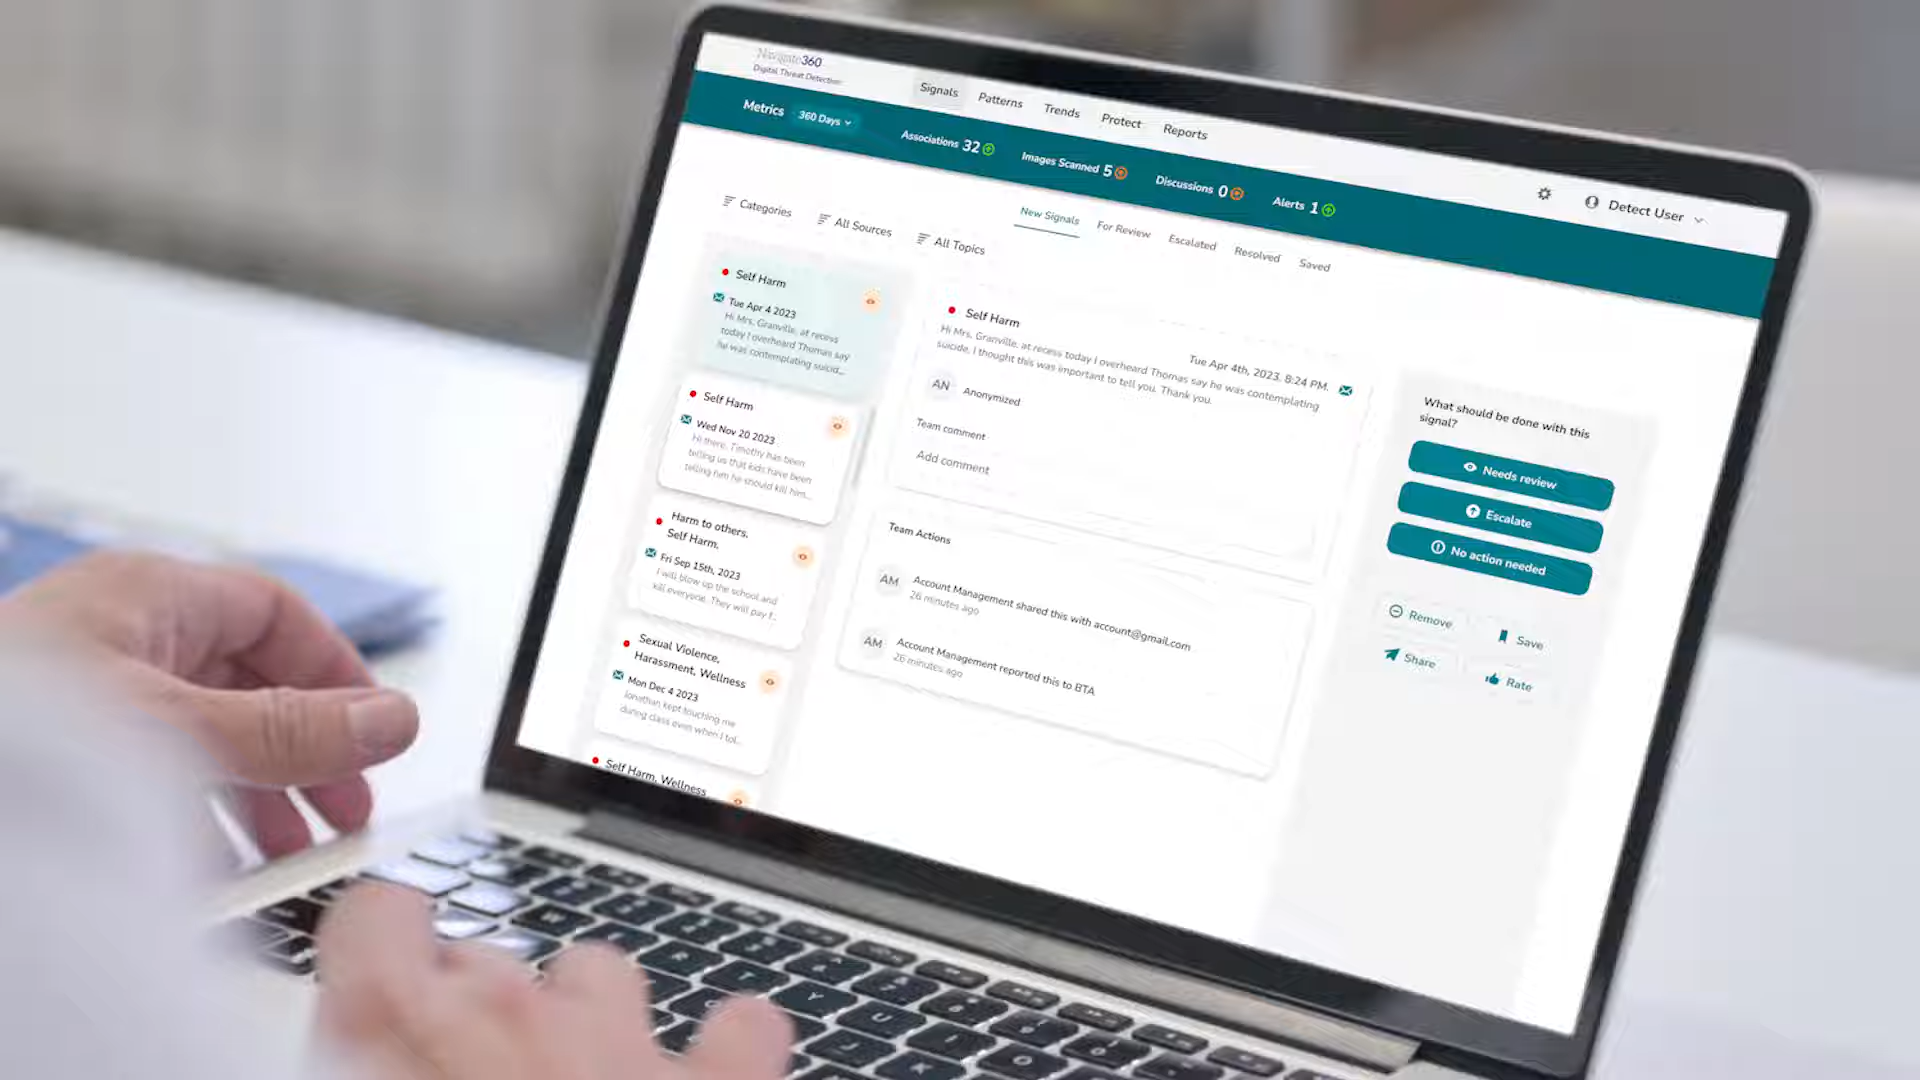 Navigate360
Digital Threat Detection
Signals
Patterns
Trends
Protect
Reports
Detect User
Metrics
360 Days
Associations 32
Images Scanned 5
Discussions 0
Alerts 1
Categories
All Sources
All Topics
New Signals
For Review
Escalated
Resolved
Saved
Self Harm
Tue Apr 4 2023
Hi Mrs. Granville, at recess
today I overheard Thomas say
he was contemplating suicid...
Self Harm
Wed Nov 20 2023
Hi there, Timothy has been
telling us that kids have been
telling him he should kill him...
Harm to others,
Self Harm,
Fri Sep 15th, 2023
I will blow up the school and
kill everyone. They will pay f..
Sexual Violence,
Harassment, Wellness
Mon Dec 4 2023
Jonathan kept touching me
during class even when I tol..
Self Harm, Wellness
Self Harm
Tue Apr 4th, 2023, 8:24 PM.
Hi Mrs. Granville, at recess today I overheard Thomas say he was contemplating
suicide, I thought this was important to tell you. Thank you.
AN Anonymized
Team comment
Add comment
Team Actions
AM Account Management shared this with account@gmail.com
26 minutes ago
AM Account Management reported this to BTA
26 minutes ago
What should be done with this
signal?
Needs review
Escalate
No action needed
Remove
Save
Share
Rate